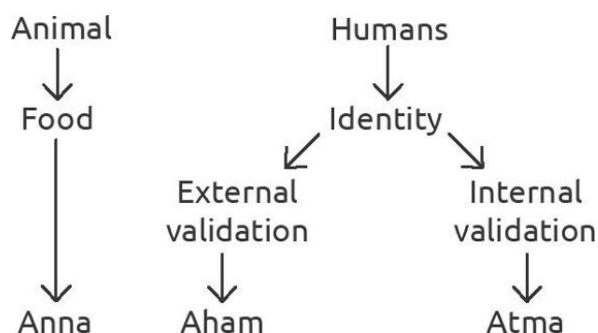 Animal
Humans
Food
Identity
External
validation
Internal
validation
Anna
Aham
Atma